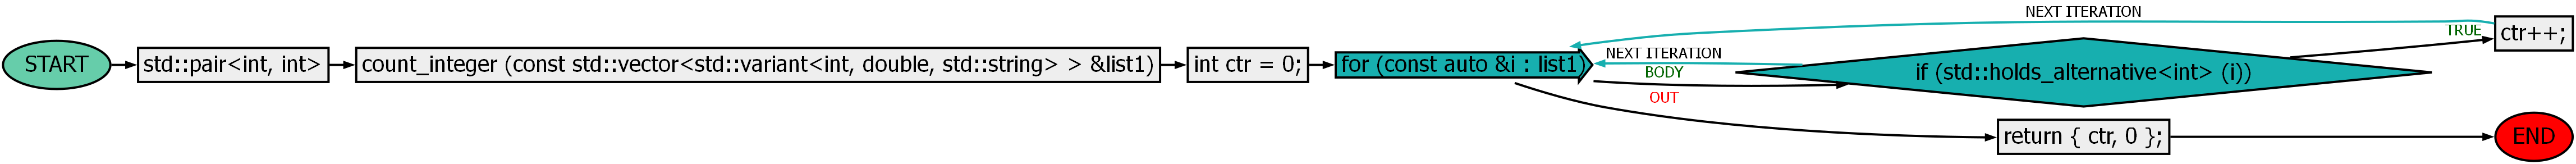 START
std::pair<int, int>
count_integer (const std::vector<std::variant<int, double, std::string> > &list1)
int ctr = 0;
for (const auto &i : list1)
NEXT ITERATION
NEXT ITERATION
BODY
OUT
if (std::holds_alternative<int> (i))
TRUE
ctr++;
return { ctr, 0 };
END